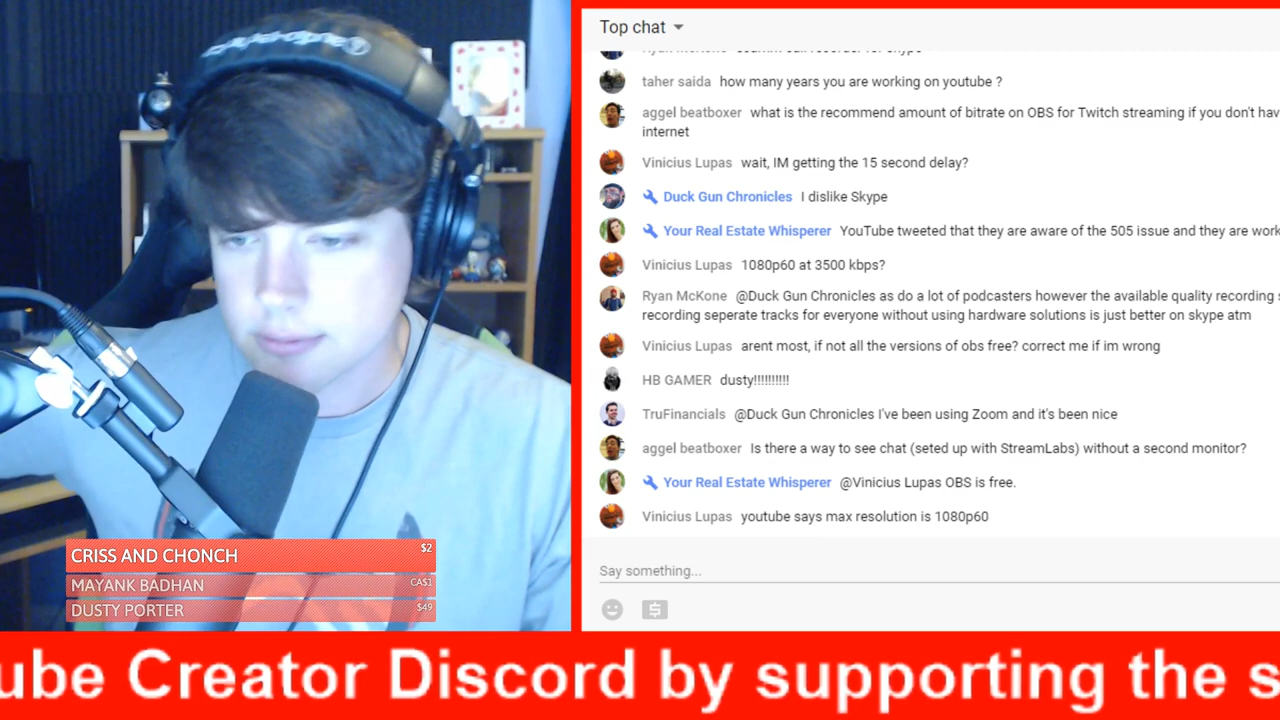 Top chat
taher saida how many years you are working on youtube ?
aggel beatboxer what is the recommend amount of bitrate on OBS for Twitch streaming if you don't hav
internet
Vinicius Lupas wait, IM getting the 15 second delay?
Duck Gun Chronicles I dislike Skype
Your Real Estate Whisperer YouTube tweeted that they are aware of the 505 issue and they are work
Vinicius Lupas 1080p60 at 3500 kbps?
Ryan McKone @Duck Gun Chronicles as do a lot of podcasters however the available quality recording s
recording seperate tracks for everyone without using hardware solutions is just better on skype atm
Vinicius Lupas arent most, if not all the versions of obs free? correct me if im wrong
HB GAMER dusty!!!!!!!!!!
TruFinancials @Duck Gun Chronicles I've been using Zoom and it's been nice
aggel beatboxer Is there a way to see chat (seted up with StreamLabs) without a second monitor?
Your Real Estate Whisperer @Vinicius Lupas OBS is free.
Vinicius Lupas youtube says max resolution is 1080p60
Say something...
CRISS AND CHONCH $2
MAYANK BADHAN CA$1
DUSTY PORTER $49
ube Creator Discord by supporting the s